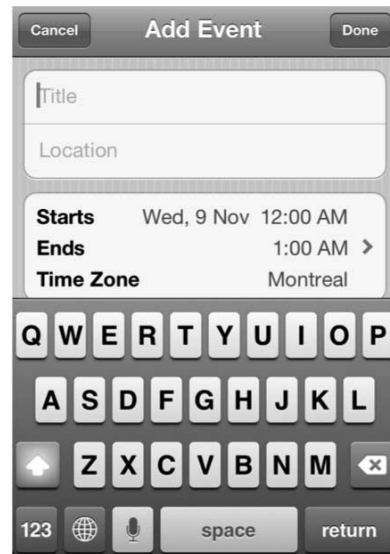 Cancel Add Event Done
Title
Location
Starts Wed, 9 Nov 12:00 AM
Ends 1:00 AM >
Time Zone Montreal
Q W E R T Y U I O P
A S D F G H J K L
Z X C V B N M
123 space return